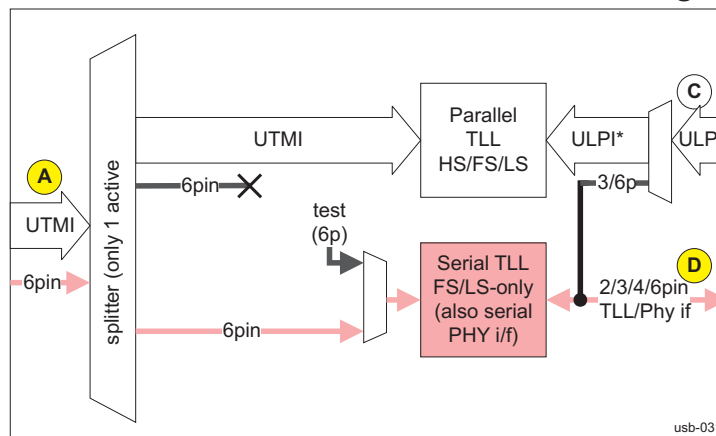 A
UTMI
6pin
splitter (only 1 active
UTMI
6pin
test
(6p)
6pin
Parallel
TLL
HS/FS/LS
Serial TLL
FS/LS-only
(also serial
PHY i/f)
ULPI*
C
ULP
3/6p
D
2/3/4/6pin
TLL/Phy if
usb-03